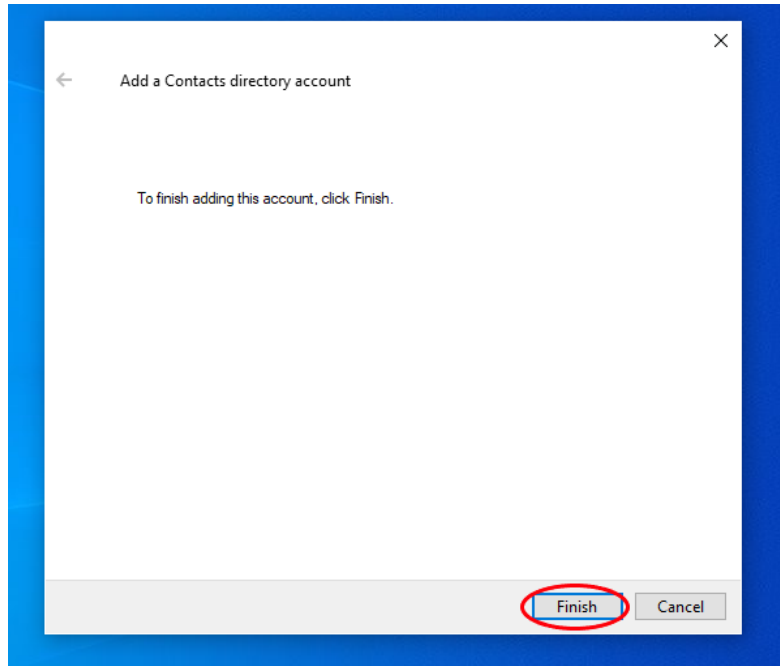 Add a Contacts directory account
To finish adding this account, click Finish.
Finish Cancel